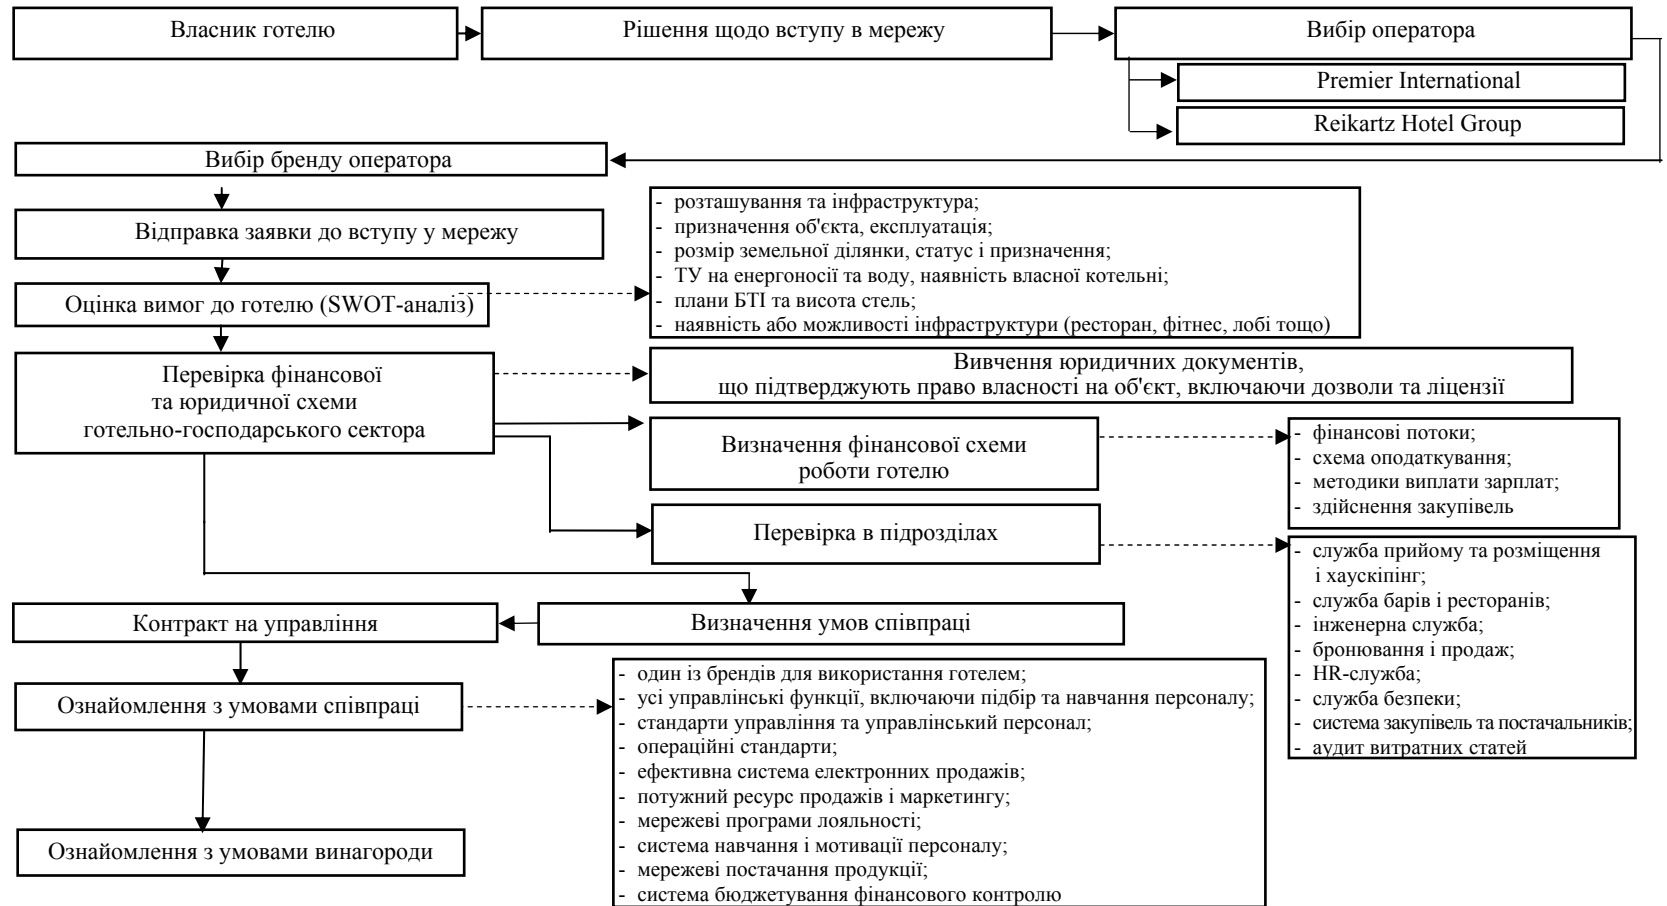 Власник готелю
Рішення щодо вступу в мережу
Вибір оператора
Premier International
Reikartz Hotel Group
Вибір бренду оператора
Відправка заявки до вступу у мережу
Оцінка вимог до готелю (SWOT-аналіз)
- розташування та інфраструктура;
- призначення об'єкта, експлуатація;
- розмір земельної ділянки, статус і призначення;
- ТУ на енергоносії та воду, наявність власної котельні;
- плани БТІ та висота стель;
- наявність або можливості інфраструктури (ресторан, фітнес, лобі тощо)
Перевірка фінансової
та юридичної схеми
готельно-господарського сектора
Вивчення юридичних документів,
що підтверджують право власності на об'єкт, включаючи дозволи та ліцензії
Визначення фінансової схеми
роботи готелю
- фінансові потоки;
- схема оподаткування;
- методики виплати зарплат;
- здійснення закупівель
Перевірка в підрозділах
- служба прийому та розміщення
і хаускіпінг;
- служба барів і ресторанів;
- інженерна служба;
- бронювання і продаж;
- HR-служба;
- служба безпеки;
- система закупівель та постачальників;
- аудит витратних статей
Контракт на управління
Визначення умов співпраці
Ознайомлення з умовами співпраці
- один із брендів для використання готелем;
- усі управлінські функції, включаючи підбір та навчання персоналу;
- стандарти управління та управлінський персонал;
- операційні стандарти;
- ефективна система електронних продажів;
- потужний ресурс продажів і маркетингу;
- мережеві програми лояльності;
- система навчання і мотивації персоналу;
- мережеві постачання продукції;
- система бюджетування фінансового контролю
Ознайомлення з умовами винагороди